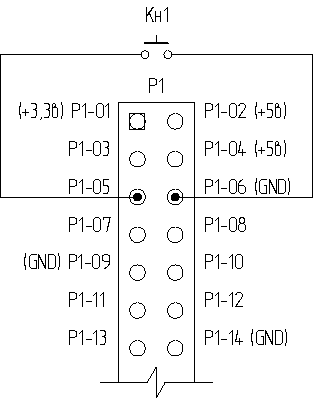 Кн1
P1
(+3,3в) P1-01 P1-02 (+5в)
P1-03 P1-04 (+5в)
P1-05 P1-06 (GND)
P1-07 P1-08
(GND) P1-09 P1-10
P1-11 P1-12
P1-13 P1-14 (GND)